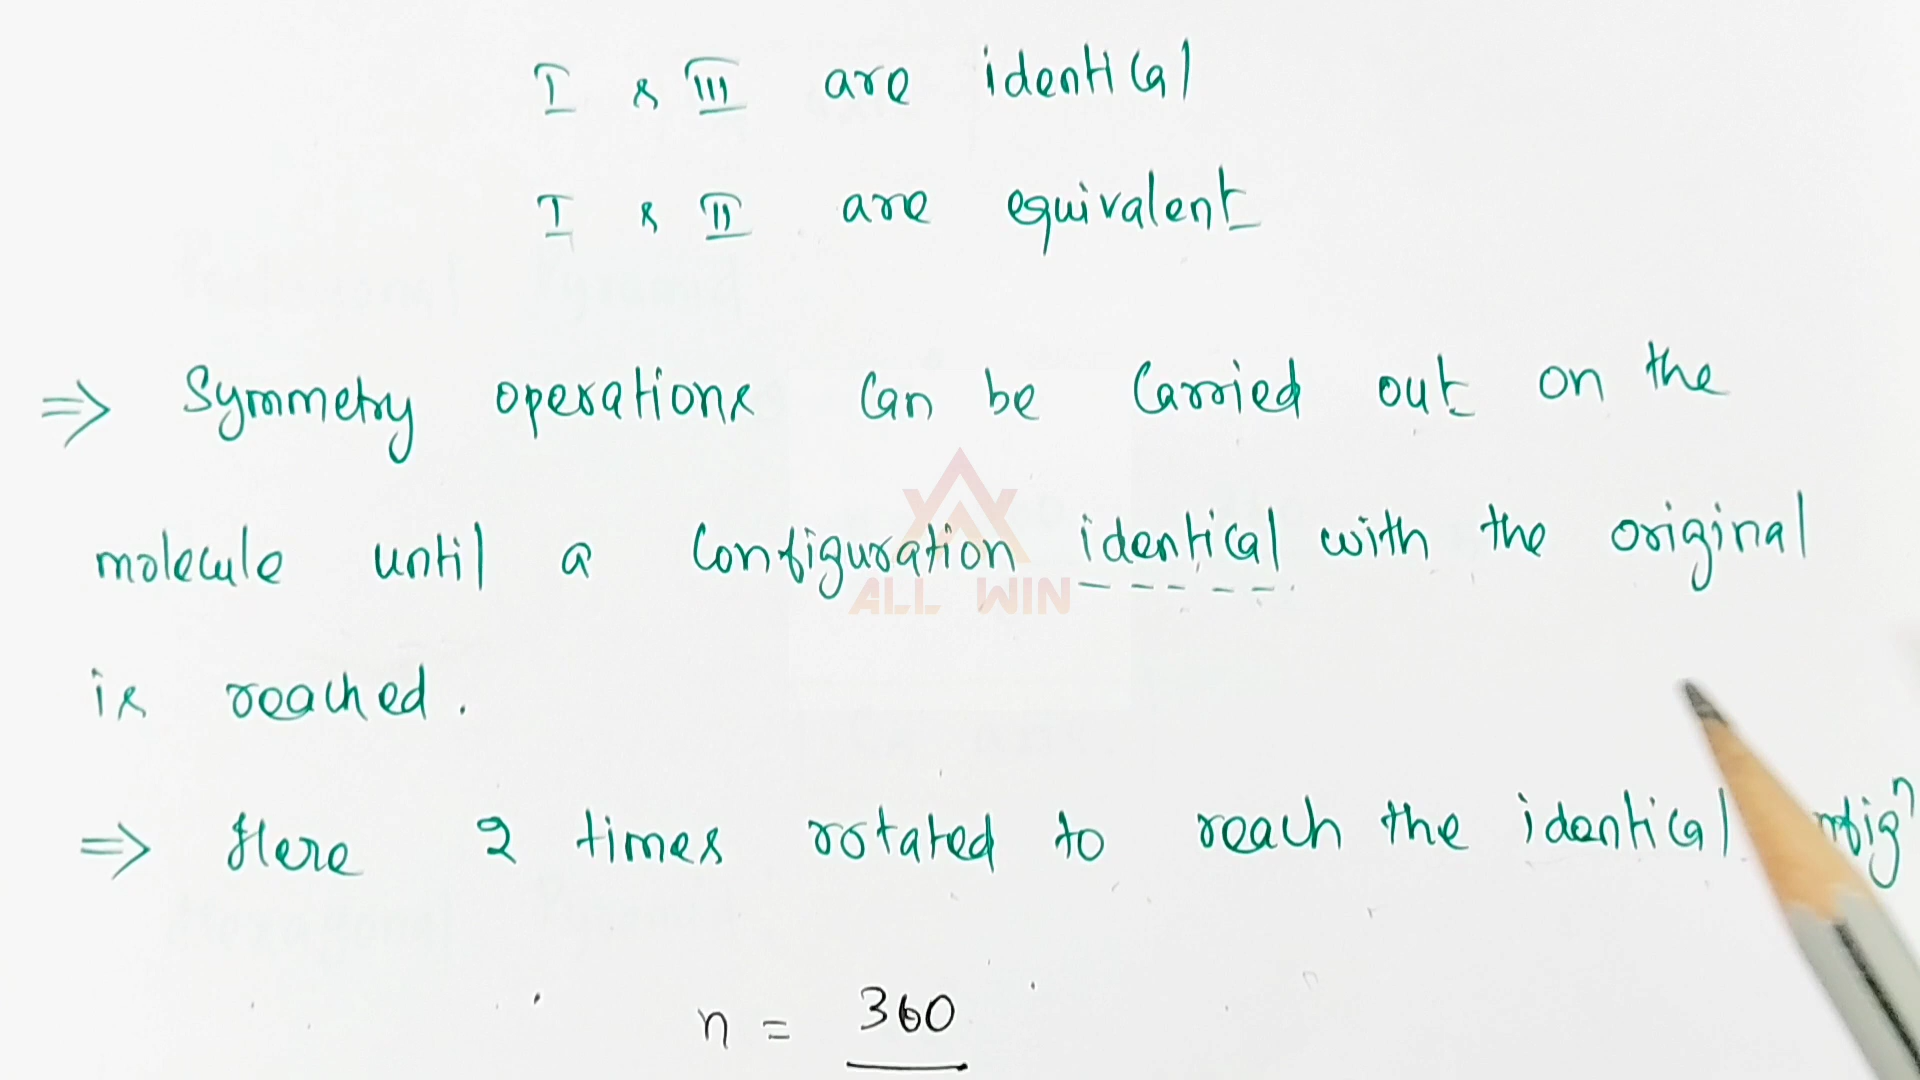 I & III are identical
I & II are equivalent
⇒ Symmetry operations can be carried out on the
molecule until a configuration identical with the original
ALL WIN
is reached.
⇒ Here 2 times rotated to reach the identical
n = 360